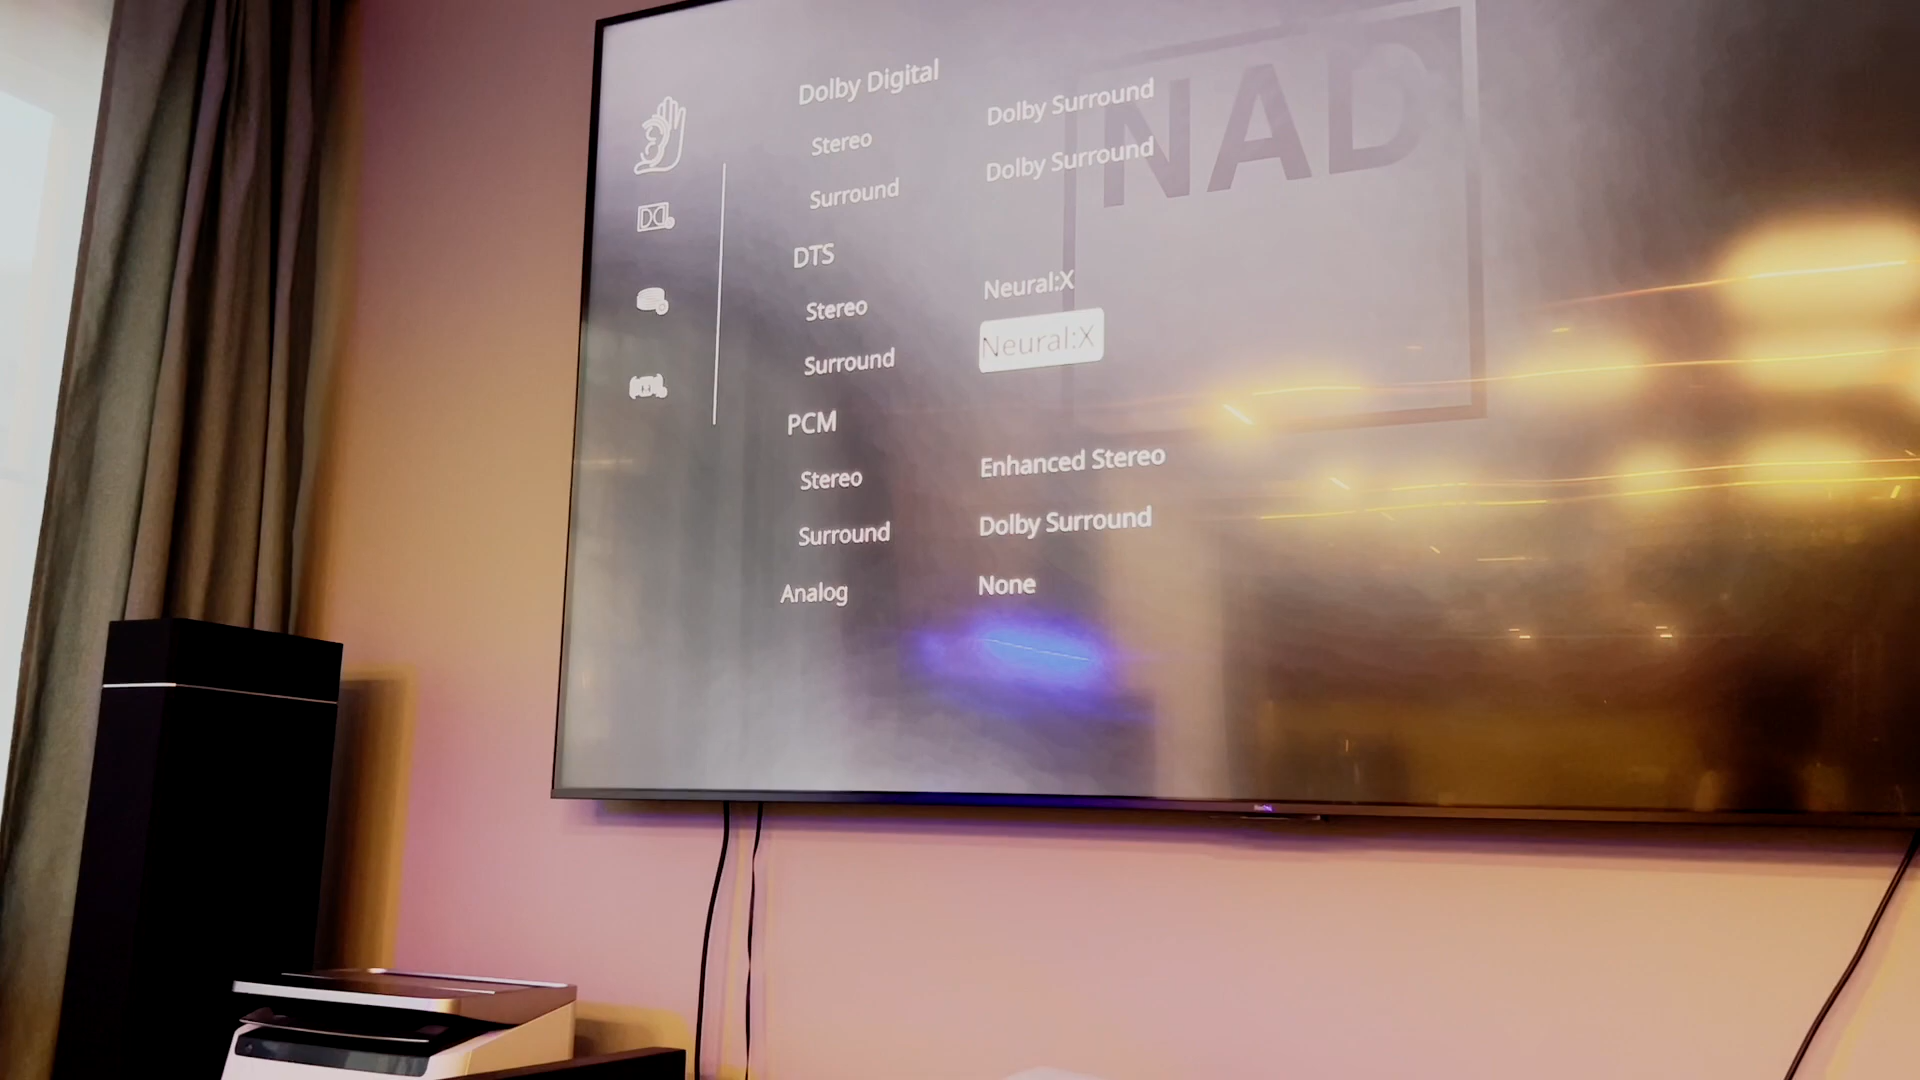 Dolby Digital
Stereo Dolby Surround
Surround Dolby Surround
DTS
Stereo Neural:X
Surround Neural:X
PCM
Stereo Enhanced Stereo
Surround Dolby Surround
Analog None
NAD